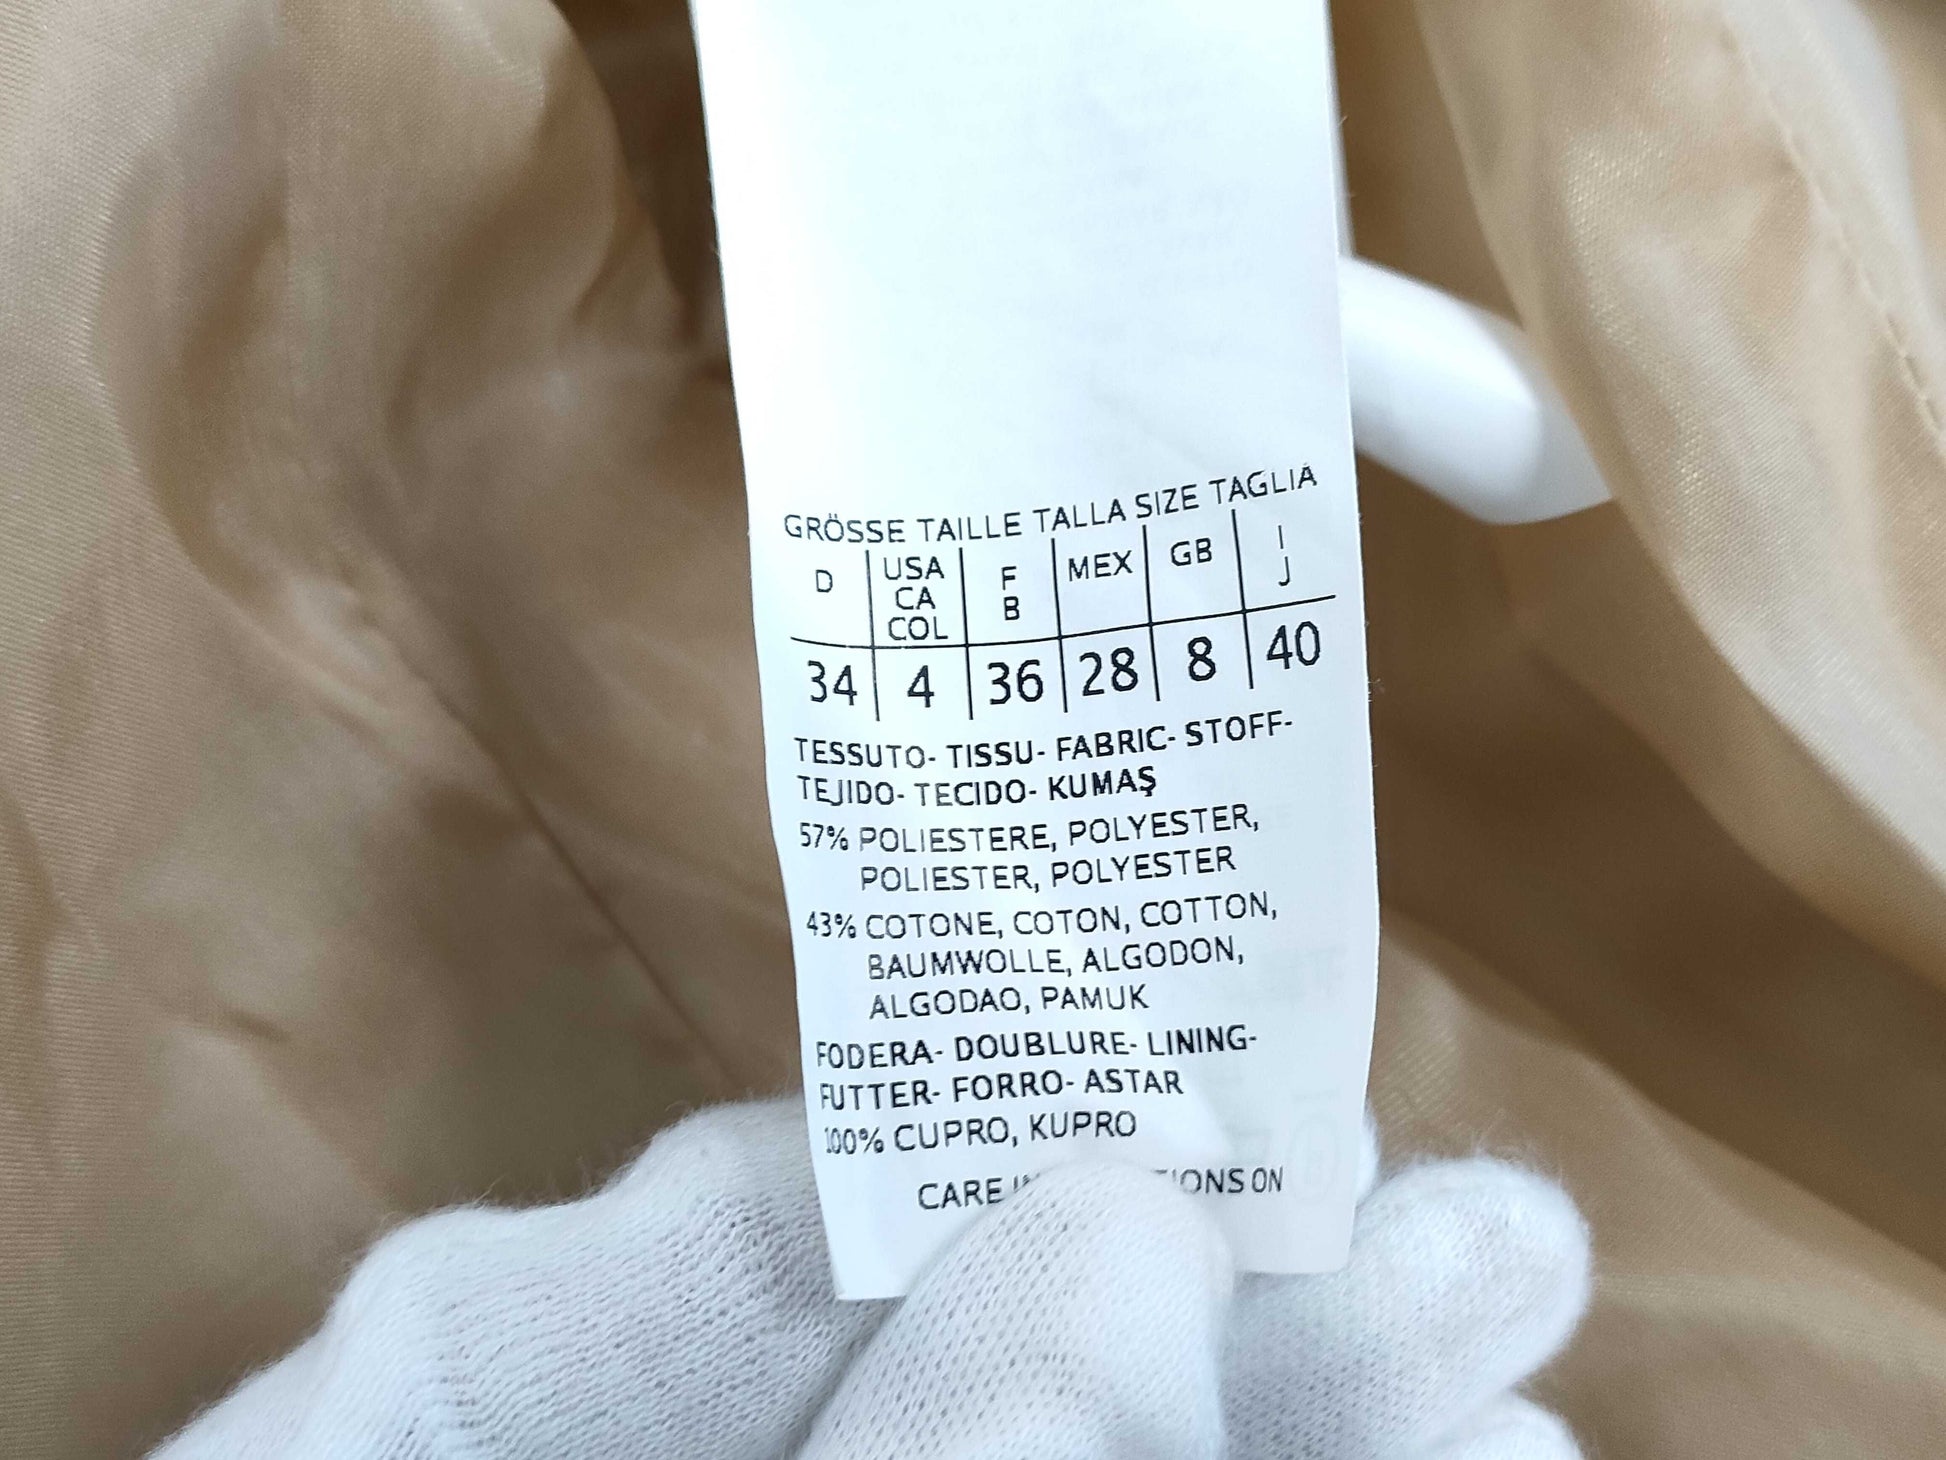 GRÖSSE TAILLE TALLA SIZE TAGLIA
D USA CA COL F B MEX GB I J
34 4 36 28 8 40
TESSUTO- TISSU- FABRIC- STOFF-
TEJIDO- TECIDO- KUMAŞ
57% POLIESTERE, POLYESTER,
POLIESTER, POLYESTER
43% COTONE, COTON, COTTON,
BAUMWOLLE, ALGODON,
ALGODAO, PAMUK
FODERA- DOUBLURE- LINING-
FUTTER- FORRO- ASTAR
100% CUPRO, KUPRO
CARE ON